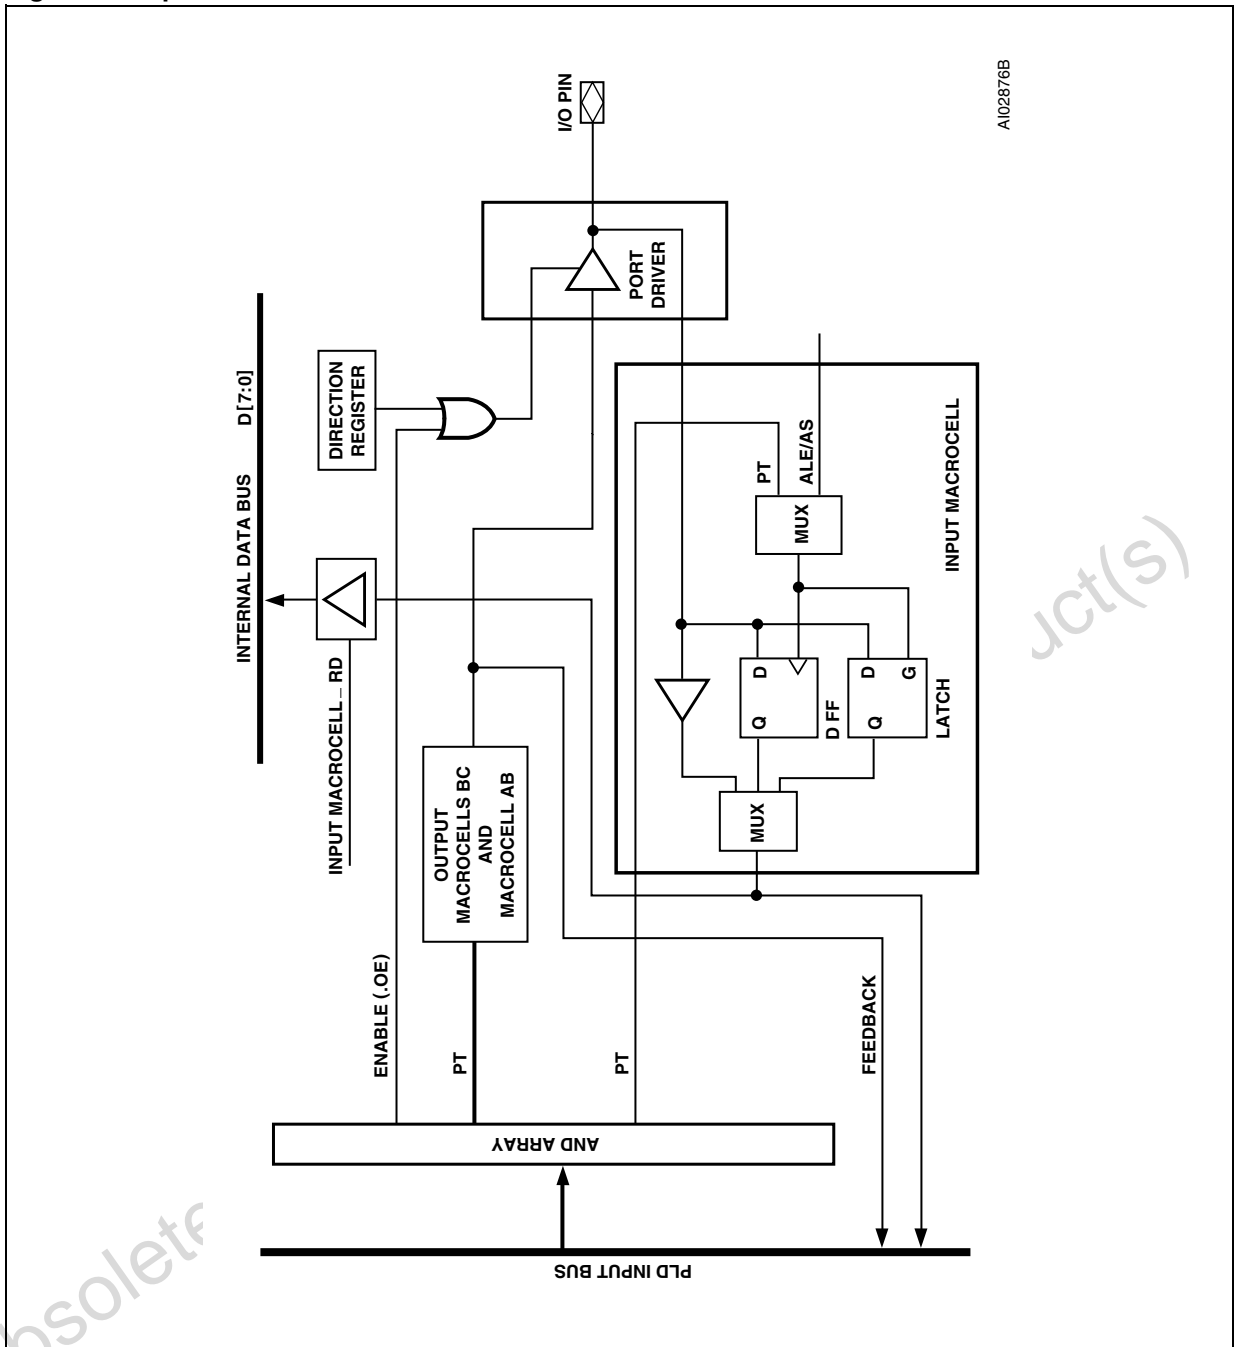 INTERNAL DATA BUS D[7:0]
INPUT MACROCELL_RD
DIRECTION
REGISTER
ENABLE (.OE)
OUTPUT
MACROCELLS BC
AND
MACROCELL AB
PT
I/O PIN
PORT
DRIVER
PT
PT
ALE/AS
MUX
D
Q
D FF
D
G
Q
LATCH
MUX
INPUT MACROCELL
FEEDBACK
AND ARRAY
PLD INPUT BUS
AI02876B